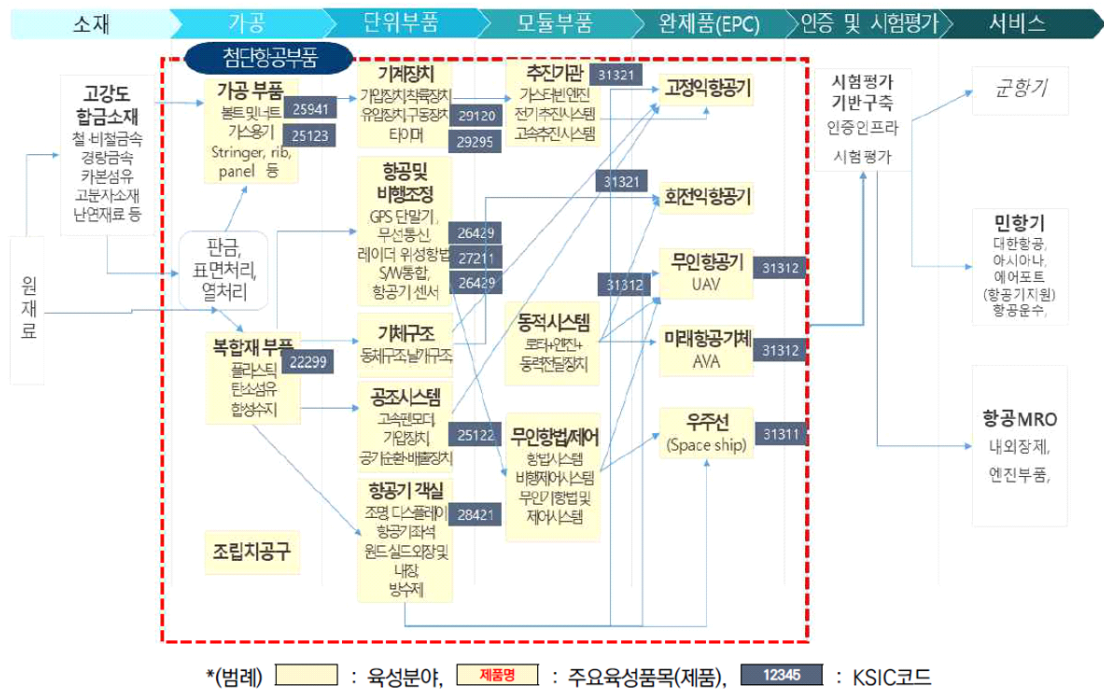 소재
가공
단위부품
모듈부품
완제품(EPC)
인증 및 시험평가
서비스
첨단항공부품
원재료
고강도
합금소재
철·비철금속
경량금속
카본섬유
고분자소재
난연재료 등
가공 부품
볼트 및 너트
가스용기
Stringer, rib,
panel 등
25941
25123
판금,
표면처리,
열처리
복합재 부품
플라스틱
탄소섬유
합성수지
22299
조립치공구
기계장치
가압장치착륙장치
유압장치·구동장치
타이머
29120
29295
항공 및
비행조정
GPS 단말기,
무선통신,
레이더 위성항법
S/W통합,
항공기 센서
26429
27211
26429
기체구조
동체구조,날개구조,
공조시스템
고속팬모터,
가압장치
공기순환·배출장치
25122
항공기 객실
조명, 디스플레이
항공기좌석
윈드실드외장 및
내장,
방수제
28421
추진기관
가스터빈엔진
전기추진시스템
고속추진시스템
31321
31321
31312
동적시스템
로터+엔진+
동력전달장치
무인항법/제어
항법시스템
비행제어시스템
무인기항법 및
제어시스템
고정익항공기
회전익항공기
무인항공기
UAV
31312
미래항공기체
AVA
31312
우주선
(Space ship)
31311
시험평가
기반구축
인증인프라
시험평가
군항기
민항기
대한항공,
아시아나,
에어포트
(항공기지원)
항공운수,
항공MRO
내외장제,
엔진부품,
*(범례) : 육성분야, 제품명 : 주요육성품목(제품), 12345 : KSIC코드